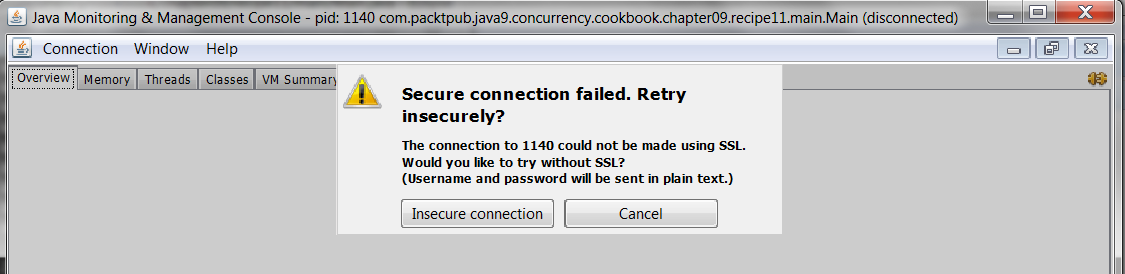 Java Monitoring & Management Console - pid: 1140 com.packtpub.java9.concurrency.cookbook.chapter09.recipe11.main.Main (disconnected)
Connection Window Help
Overview Memory Threads Classes VM Summary
Secure connection failed. Retry
insecurely?
The connection to 1140 could not be made using SSL.
Would you like to try without SSL?
(Username and password will be sent in plain text.)
Insecure connection Cancel